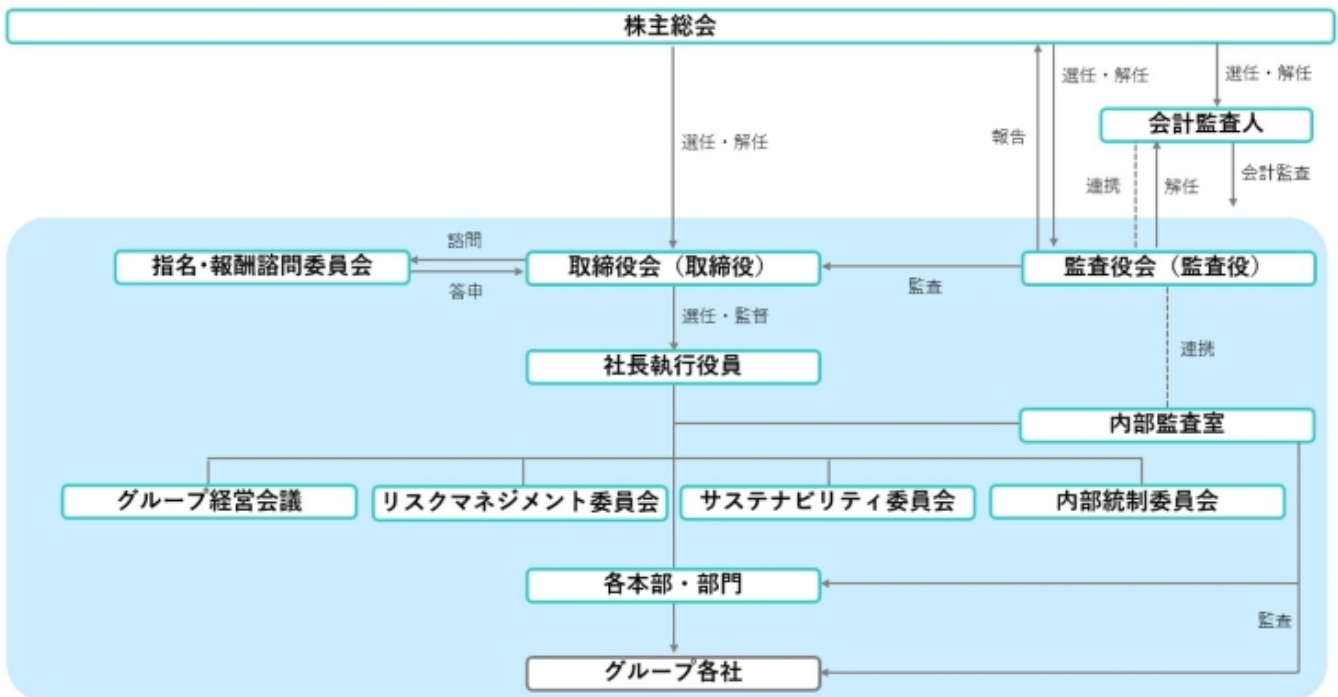 株主総会
選任・解任
選任・解任
選任・解任
報告
会計監査人
連携
解任
会計監査
諮問
指名・報酬諮問委員会
取締役会（取締役）
監査役会（監査役）
答申
監査
選任・監督
社長執行役員
連携
内部監査室
グループ経営会議
リスクマネジメント委員会
サステナビリティ委員会
内部統制委員会
各本部・部門
監査
グループ各社